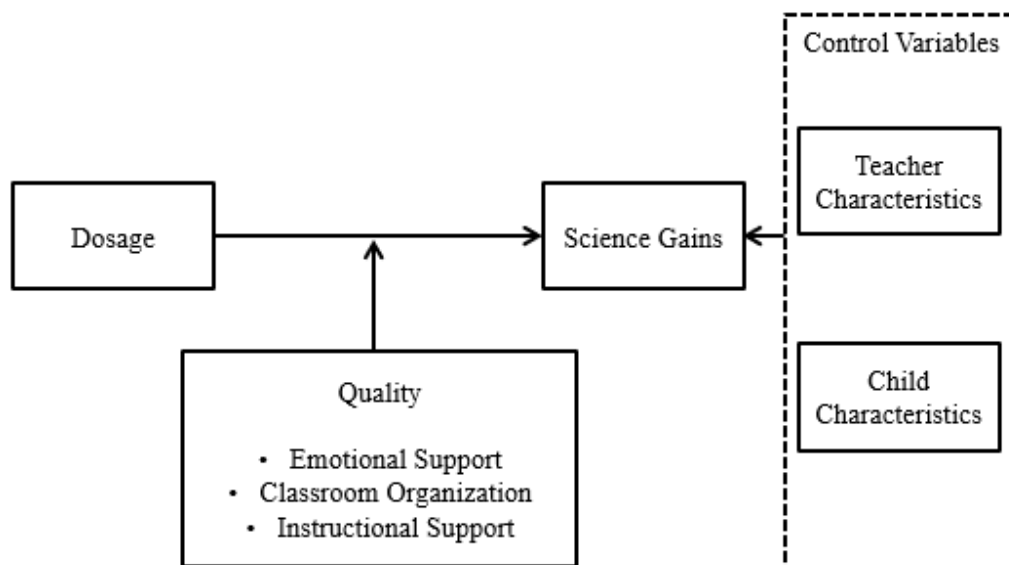 Control Variables
Teacher
Characteristics
Dosage
Science Gains
Child
Characteristics
Quality
• Emotional Support
• Classroom Organization
• Instructional Support